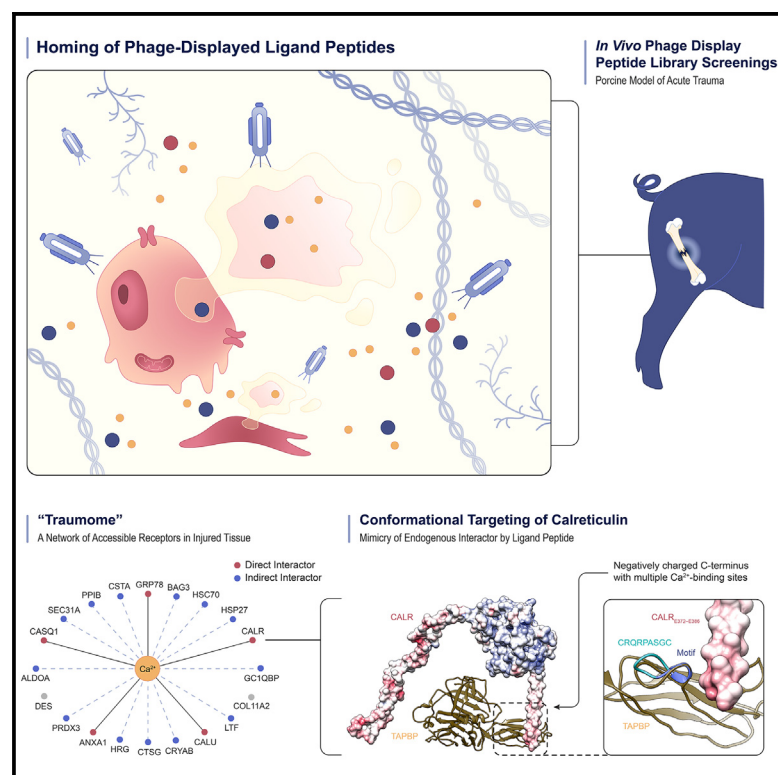 Homing of Phage-Displayed Ligand Peptides
In Vivo Phage Display
Peptide Library Screenings
Porcine Model of Acute Trauma
“Traumome”
A Network of Accessible Receptors in Injured Tissue
Direct Interactor
Indirect Interactor
GRP78
CSTA
BAG3
PPIB
HSC70
SEC31A
HSP27
CASQ1
CALR
Ca²⁺
ALDOA
GC1QBP
DES
COL11A2
PRDX3
LTF
ANXA1
CALU
HRG
CRYAB
CTSG
Conformational Targeting of Calreticulin
Mimicry of Endogenous Interactor by Ligand Peptide
CALR
TAPBP
Negatively charged C-terminus
with multiple Ca²⁺-binding sites
CRQRPASGC
Motif
TAPBP